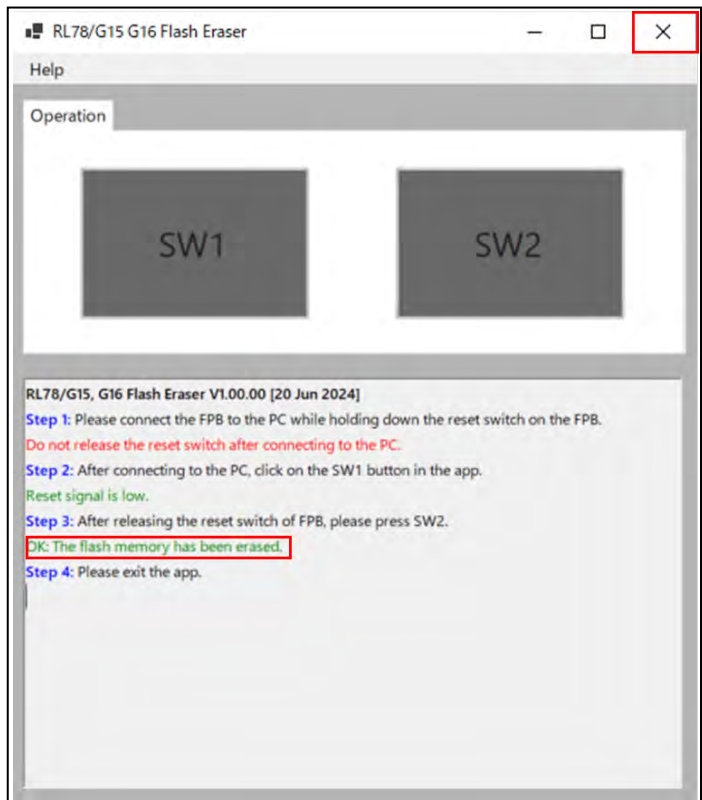 RL78/G15 G16 Flash Eraser
Help
Operation
SW1
SW2
RL78/G15, G16 Flash Eraser V1.00.00 [20 Jun 2024]
Step 1: Please connect the FPB to the PC while holding down the reset switch on the FPB.
Do not release the reset switch after connecting to the PC.
Step 2: After connecting to the PC, click on the SW1 button in the app.
Reset signal is low.
Step 3: After releasing the reset switch of FPB, please press SW2.
OK: The flash memory has been erased.
Step 4: Please exit the app.